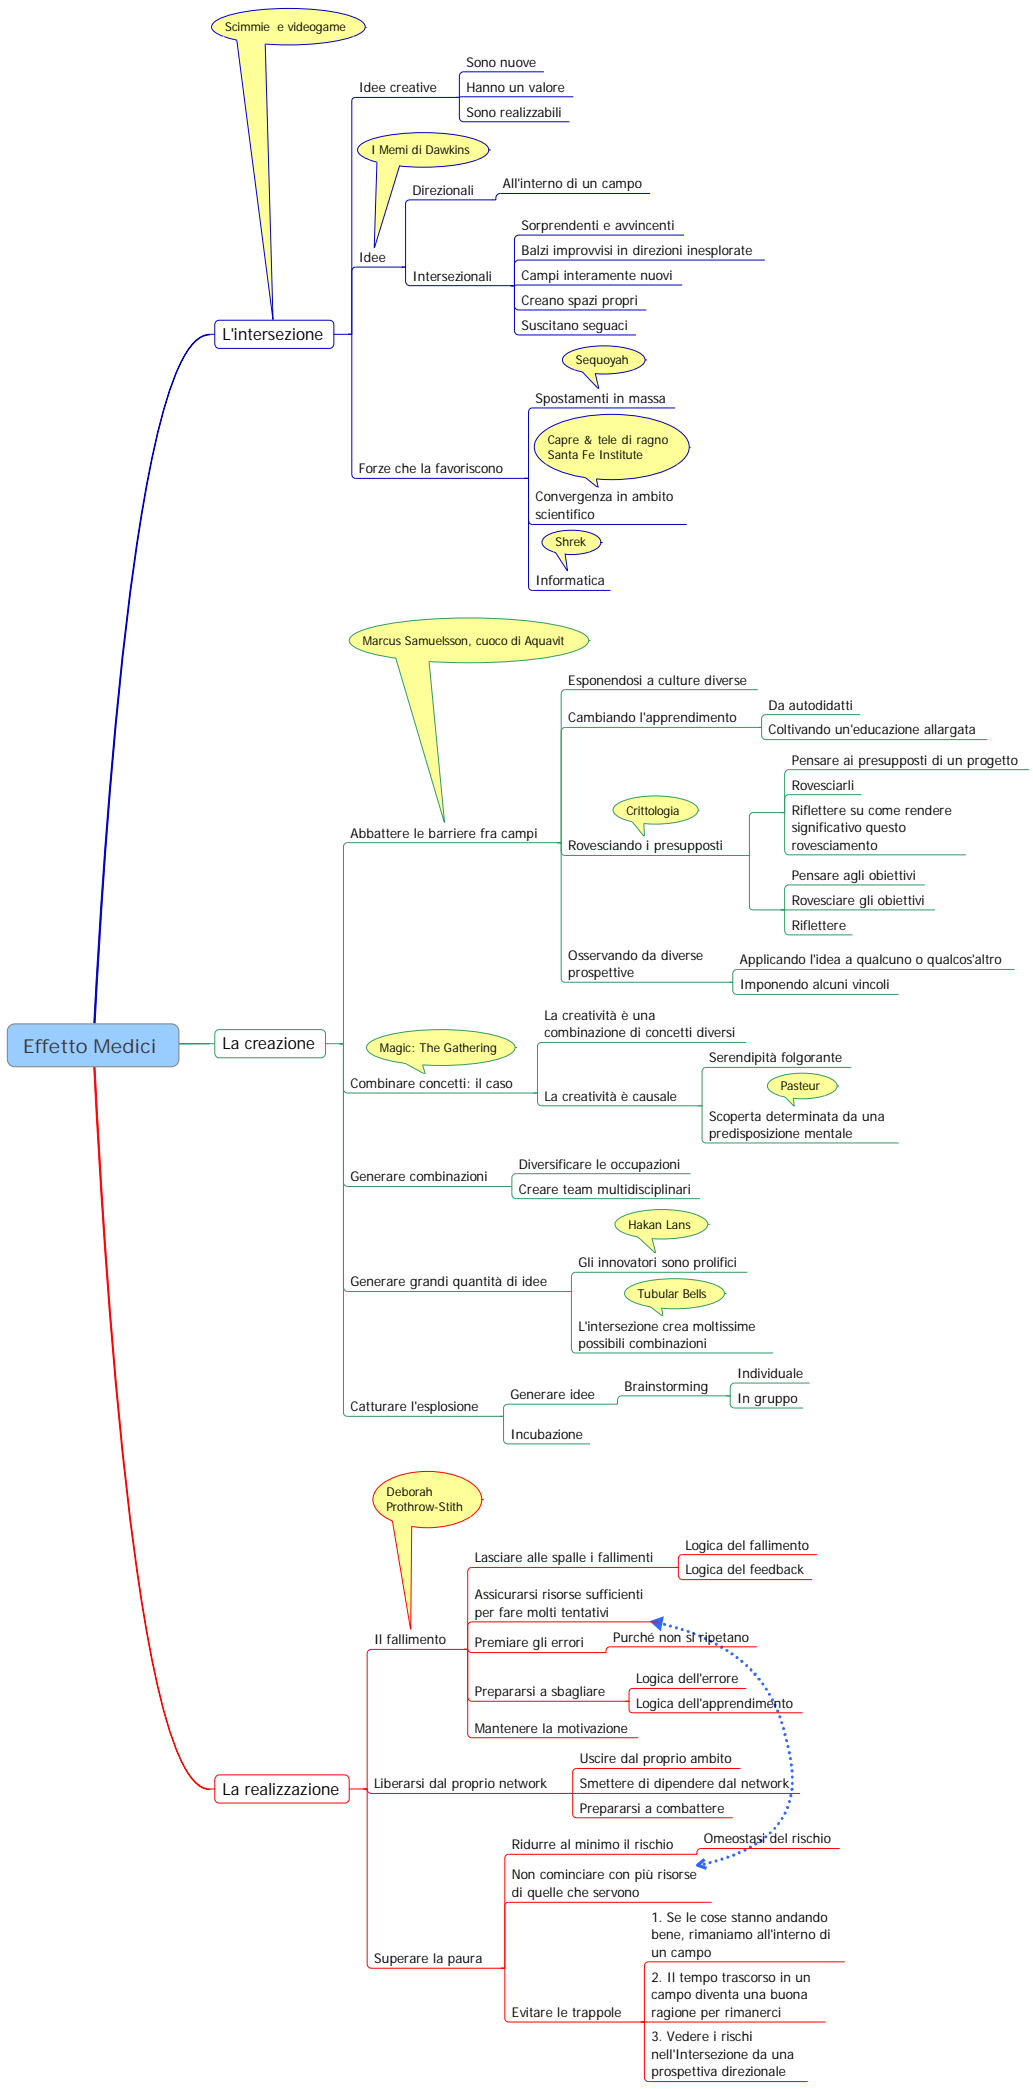 Scimmie e videogame
Sono nuove
Idee creative
Hanno un valore
Sono realizzabili
I Memi di Dawkins
Direzionali
All'interno di un campo
Sorprendenti e avvincenti
Balzi improvvisi in direzioni inesplorate
Idee
Intersezionali
Campi interamente nuovi
Creano spazi propri
Suscitano seguaci
L'intersezione
Sequoyah
Spostamenti in massa
Capre & tele di ragno
Santa Fe Institute
Forze che la favoriscono
Convergenza in ambito
scientifico
Shrek
Informatica
Marcus Samuelsson, cuoco di Aquavit
Esponendosi a culture diverse
Cambiando l'apprendimento
Da autodidatti
Coltivando un'educazione allargata
Pensare ai presupposti di un progetto
Rovesciarli
Riflettere su come rendere
significativo questo
rovesciamento
Crittologia
Abbattere le barriere fra campi
Rovesciando i presupposti
Pensare agli obiettivi
Rovesciare gli obiettivi
Riflettere
Osservando da diverse
prospettive
Applicando l'idea a qualcuno o qualcos'altro
Imponendo alcuni vincoli
Effetto Medici
La creazione
La creatività è una
combinazione di concetti diversi
Magic: The Gathering
Combinare concetti: il caso
La creatività è causale
Serendipità folgorante
Pasteur
Scoperta determinata da una
predisposizione mentale
Generare combinazioni
Diversificare le occupazioni
Creare team multidisciplinari
Hakan Lans
Gli innovatori sono prolifici
Generare grandi quantità di idee
Tubular Bells
L'intersezione crea moltissime
possibili combinazioni
Catturare l'esplosione
Generare idee
Brainstorming
Individuale
In gruppo
Incubazione
Deborah
Prothrow-Stith
Lasciare alle spalle i fallimenti
Logica del fallimento
Logica del feedback
Assicurarsi risorse sufficienti
per fare molti tentativi
Il fallimento
Premiare gli errori
Purché non si ripetano
Prepararsi a sbagliare
Logica dell'errore
Logica dell'apprendimento
Mantenere la motivazione
La realizzazione
Liberarsi dal proprio network
Uscire dal proprio ambito
Smettere di dipendere dal network
Prepararsi a combattere
Ridurre al minimo il rischio
Omeostasi del rischio
Non cominciare con più risorse
di quelle che servono
Superare la paura
Evitare le trappole
1. Se le cose stanno andando
bene, rimaniamo all'interno di
un campo
2. Il tempo trascorso in un
campo diventa una buona
ragione per rimanerci
3. Vedere i rischi
nell'Intersezione da una
prospettiva direzionale